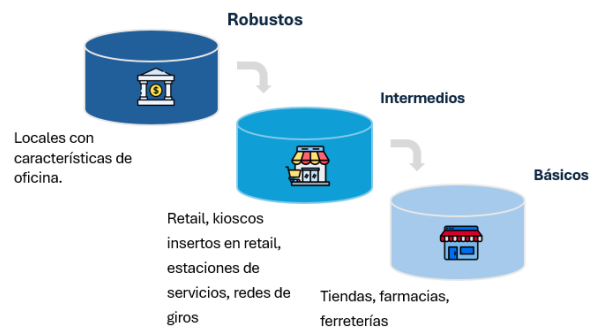 Robustos
Locales con
características de
oficina.
Intermedios
Retail, kioscos
insertos en retail,
estaciones de
servicios, redes de
giros
Básicos
Tiendas, farmacias,
ferreterías